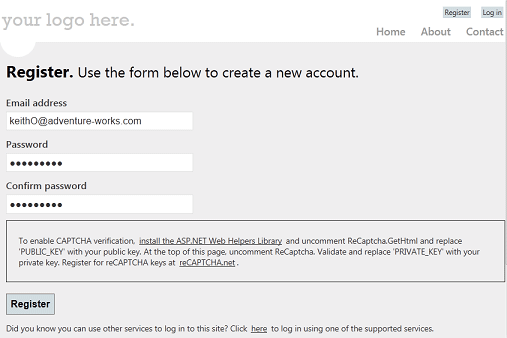 Register Log in
your logo here.
Home About Contact
Register. Use the form below to create a new account.
Email address
keithO@adventure-works.com
Password
●●●●●●●●●
Confirm password
●●●●●●●●●
To enable CAPTCHA verification, install the ASP.NET Web Helpers Library and uncomment ReCaptcha.GetHtml and replace
'PUBLIC_KEY' with your public key. At the top of this page, uncomment ReCaptcha. Validate and replace 'PRIVATE_KEY' with your
private key. Register for reCAPTCHA keys at reCAPTCHA.net .
Register
Did you know you can use other services to log in to this site? Click here to log in using one of the supported services.